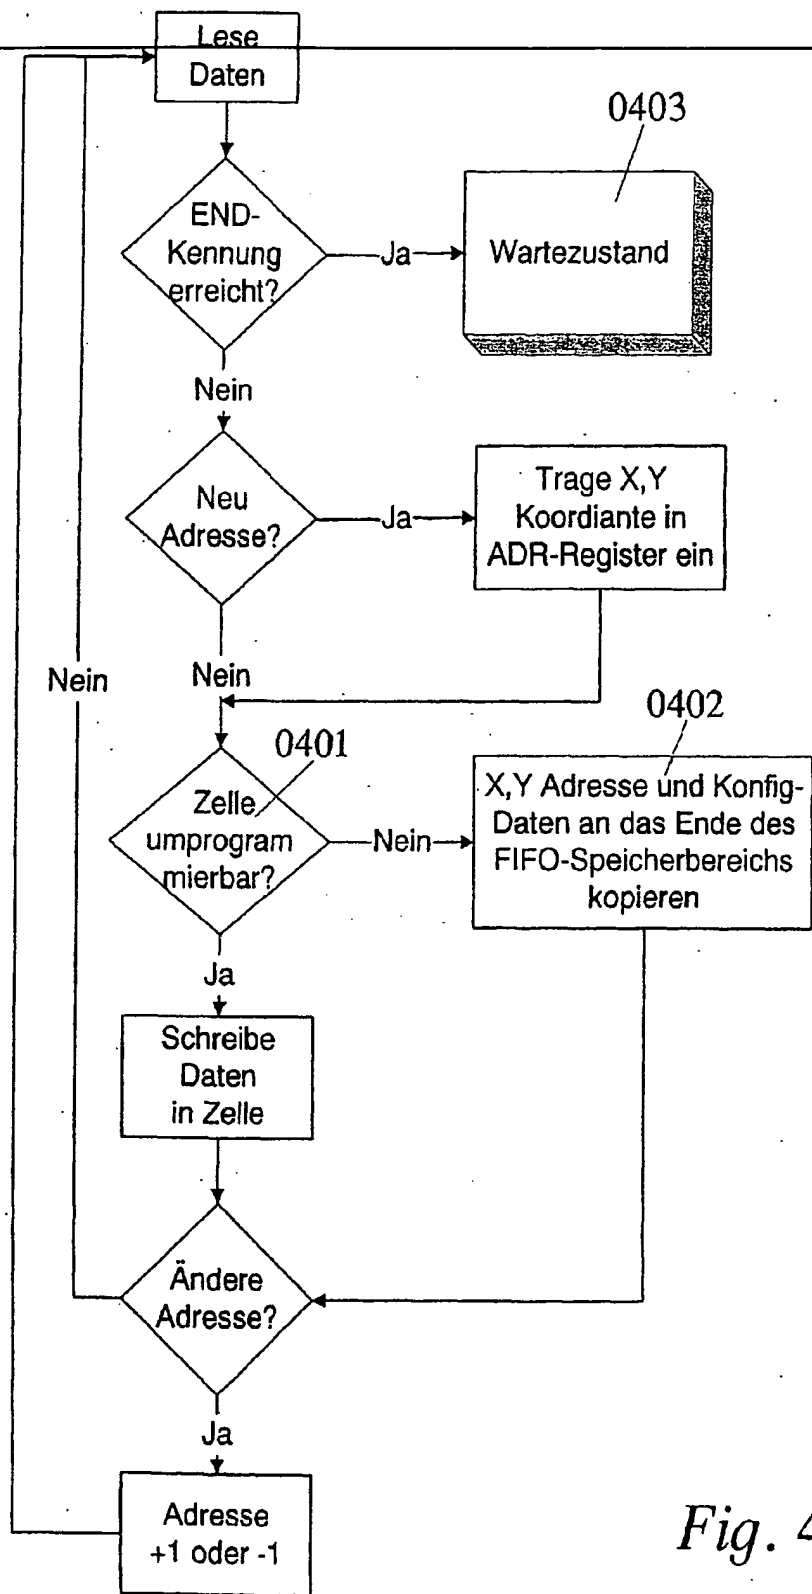 Lese
Daten
0403
END-
Kennung
erreicht?
Ja
Wartezustand
Nein
Neu
Adresse?
Ja
Trage X,Y
Koordiante in
ADR-Register ein
Nein
Nein
0401
0402
Zelle
umprogram
mierbar?
Nein
X,Y Adresse und Konfig-
Daten an das Ende des
FIFO-Speicherbereichs
kopieren
Ja
Schreibe
Daten
in Zelle
Ändere
Adresse?
Ja
Adresse
+1 oder -1
Fig. 4